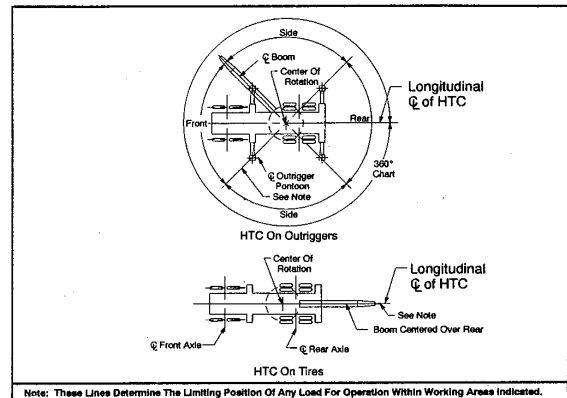 Side
℄ Boom
Center Of
Rotation
Longitudinal
℄ of HTC
Front
Rear
360°
Chart
℄ Outrigger
Pontoon
See Note
Side
HTC On Outriggers
Center Of
Rotation
Longitudinal
℄ of HTC
See Note
Boom Centered Over Rear
℄ Front Axle
℄ Rear Axle
HTC On Tires
Note: These Lines Determine The Limiting Position Of Any Load For Operation Within Working Areas Indicated.